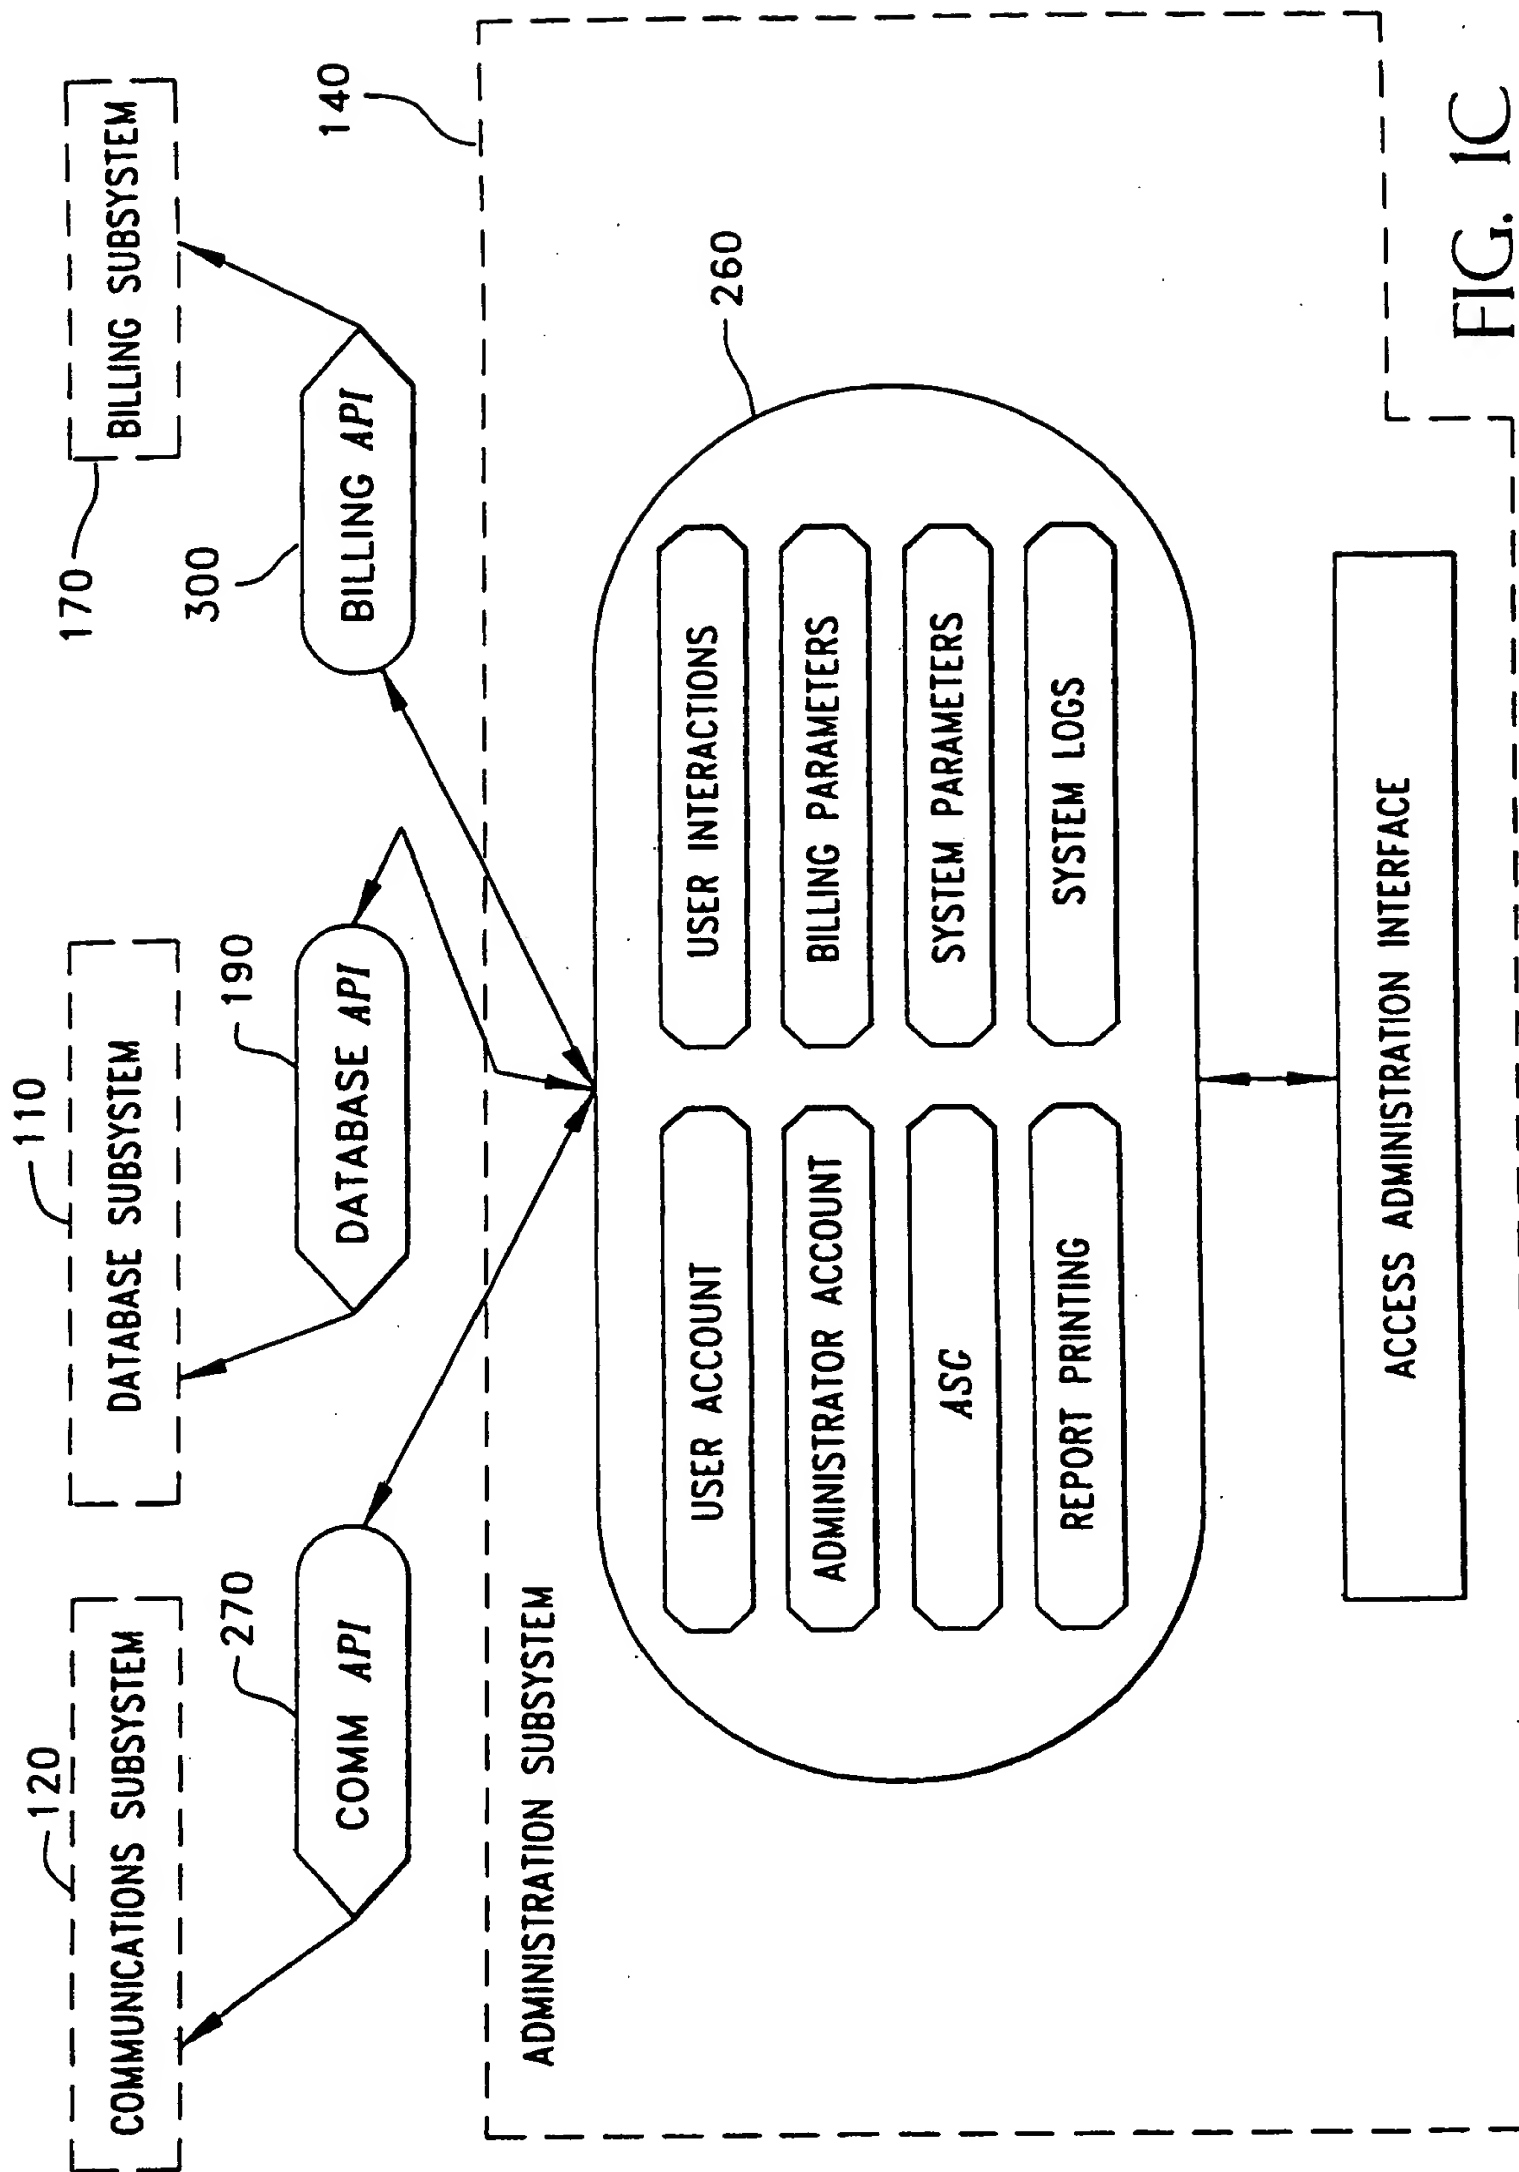 120
COMMUNICATIONS SUBSYSTEM
110
DATABASE SUBSYSTEM
170
BILLING SUBSYSTEM
270
COMM API
190
DATABASE API
300
BILLING API
140
ADMINISTRATION SUBSYSTEM
260
USER ACCOUNT
USER INTERACTIONS
ADMINISTRATOR ACCOUNT
BILLING PARAMETERS
ASG
SYSTEM PARAMETERS
REPORT PRINTING
SYSTEM LOGS
ACCESS ADMINISTRATION INTERFACE
FIG. 1C